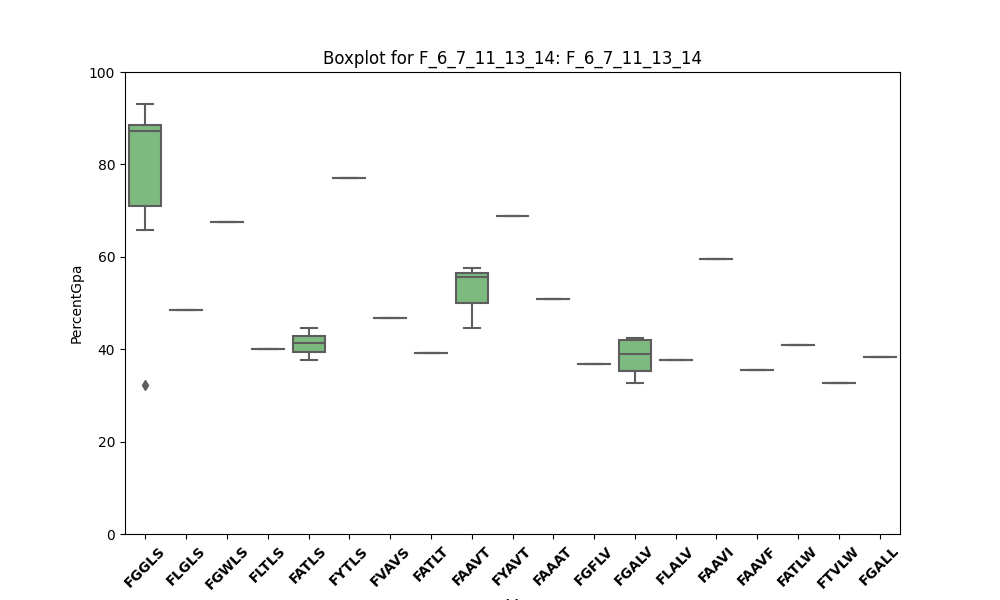 Boxplot for F_6_7_11_13_14: F_6_7_11_13_14
100
80
60
40
20
0
PercentGpa
FGGLS
FLGLS
FGWLS
FLTLS
FATLS
FYTLS
FVAVS
FATLT
FAAVT
FYAVT
FAAAT
FGFLV
FGALV
FLALV
FAAVI
FAAVF
FATLW
FTVLW
FGALL